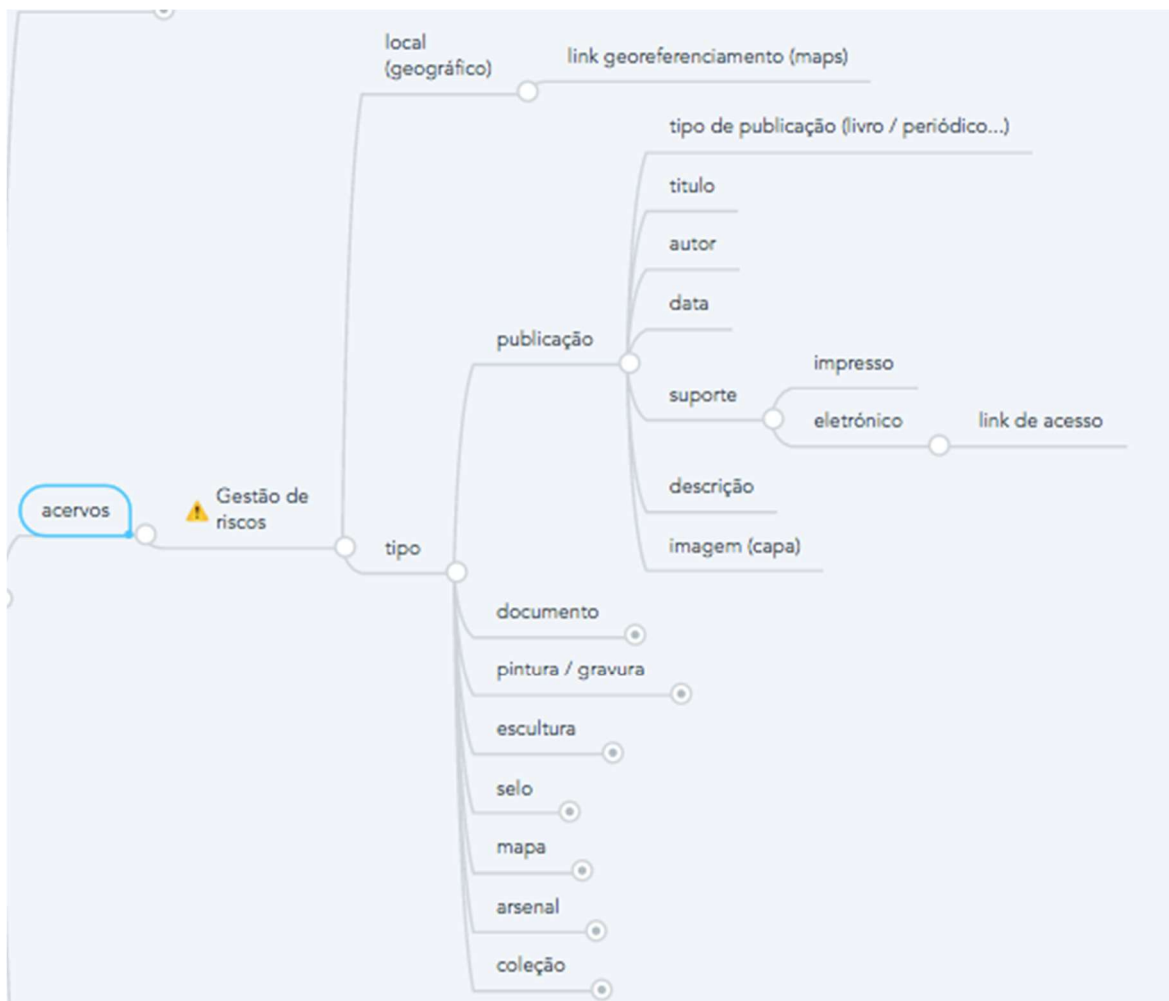 local
(geográfico)
link georeferenciamento (maps)
tipo de publicação (livro / periódico...)
titulo
autor
data
publicação
impresso
suporte
eletrónico
link de acesso
descrição
acervos
Gestão de
riscos
imagem (capa)
tipo
documento
pintura / gravura
escultura
selo
mapa
arsenal
coleção